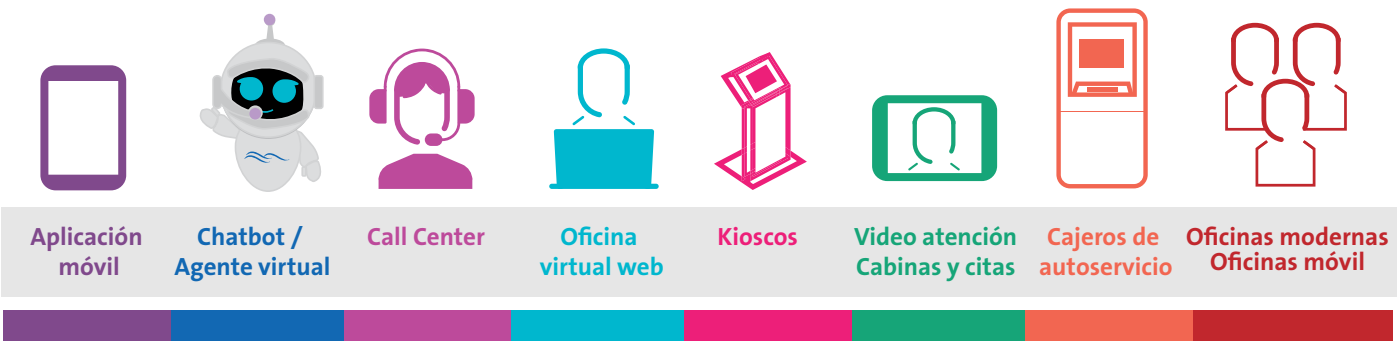 Aplicación
móvil
Chatbot /
Agente virtual
Call Center
Oficina
virtual web
Kioscos
Video atención
Cabinas y citas
Cajeros de
autoservicio
Oficinas modernas
Oficinas móvil